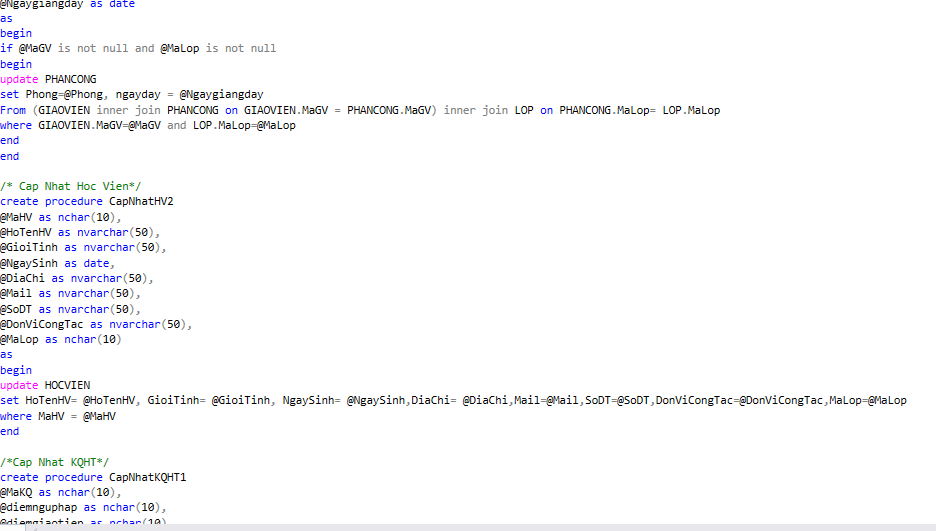 @Ngaygiangday as date
as
begin
if @MaGV is not null and @MaLop is not null
begin
update PHANCONG
set Phong=@Phong, ngayday = @Ngaygiangday
From (GIAOVIEN inner join PHANCONG on GIAOVIEN.MaGV = PHANCONG.MaGV) inner join LOP on PHANCONG.MaLop= LOP.MaLop
where GIAOVIEN.MaGV=@MaGV and LOP.MaLop=@MaLop
end
end
/* Cap Nhat Hoc Vien*/
create procedure CapNhatHV2
@MaHV as nchar(10),
@HoTenHV as nvarchar(50),
@GioiTinh as nvarchar(50),
@NgaySinh as date,
@DiaChi as nvarchar(50),
@Mail as nvarchar(50),
@SoDT as nvarchar(50),
@DonViCongTac as nvarchar(50),
@MaLop as nchar(10)
as
begin
update HOCVIEN
set HoTenHV= @HoTenHV, GioiTinh= @GioiTinh, NgaySinh= @NgaySinh,DiaChi= @DiaChi,Mail=@Mail,SoDT=@SoDT,DonViCongTac=@DonViCongTac,MaLop=@MaLop
where MaHV = @MaHV
end
/*Cap Nhat KQHT*/
create procedure CapNhatKQHT1
@MaKQ as nchar(10),
@diemnguphap as nchar(10),
@diemgiaotiep as nchar(10)